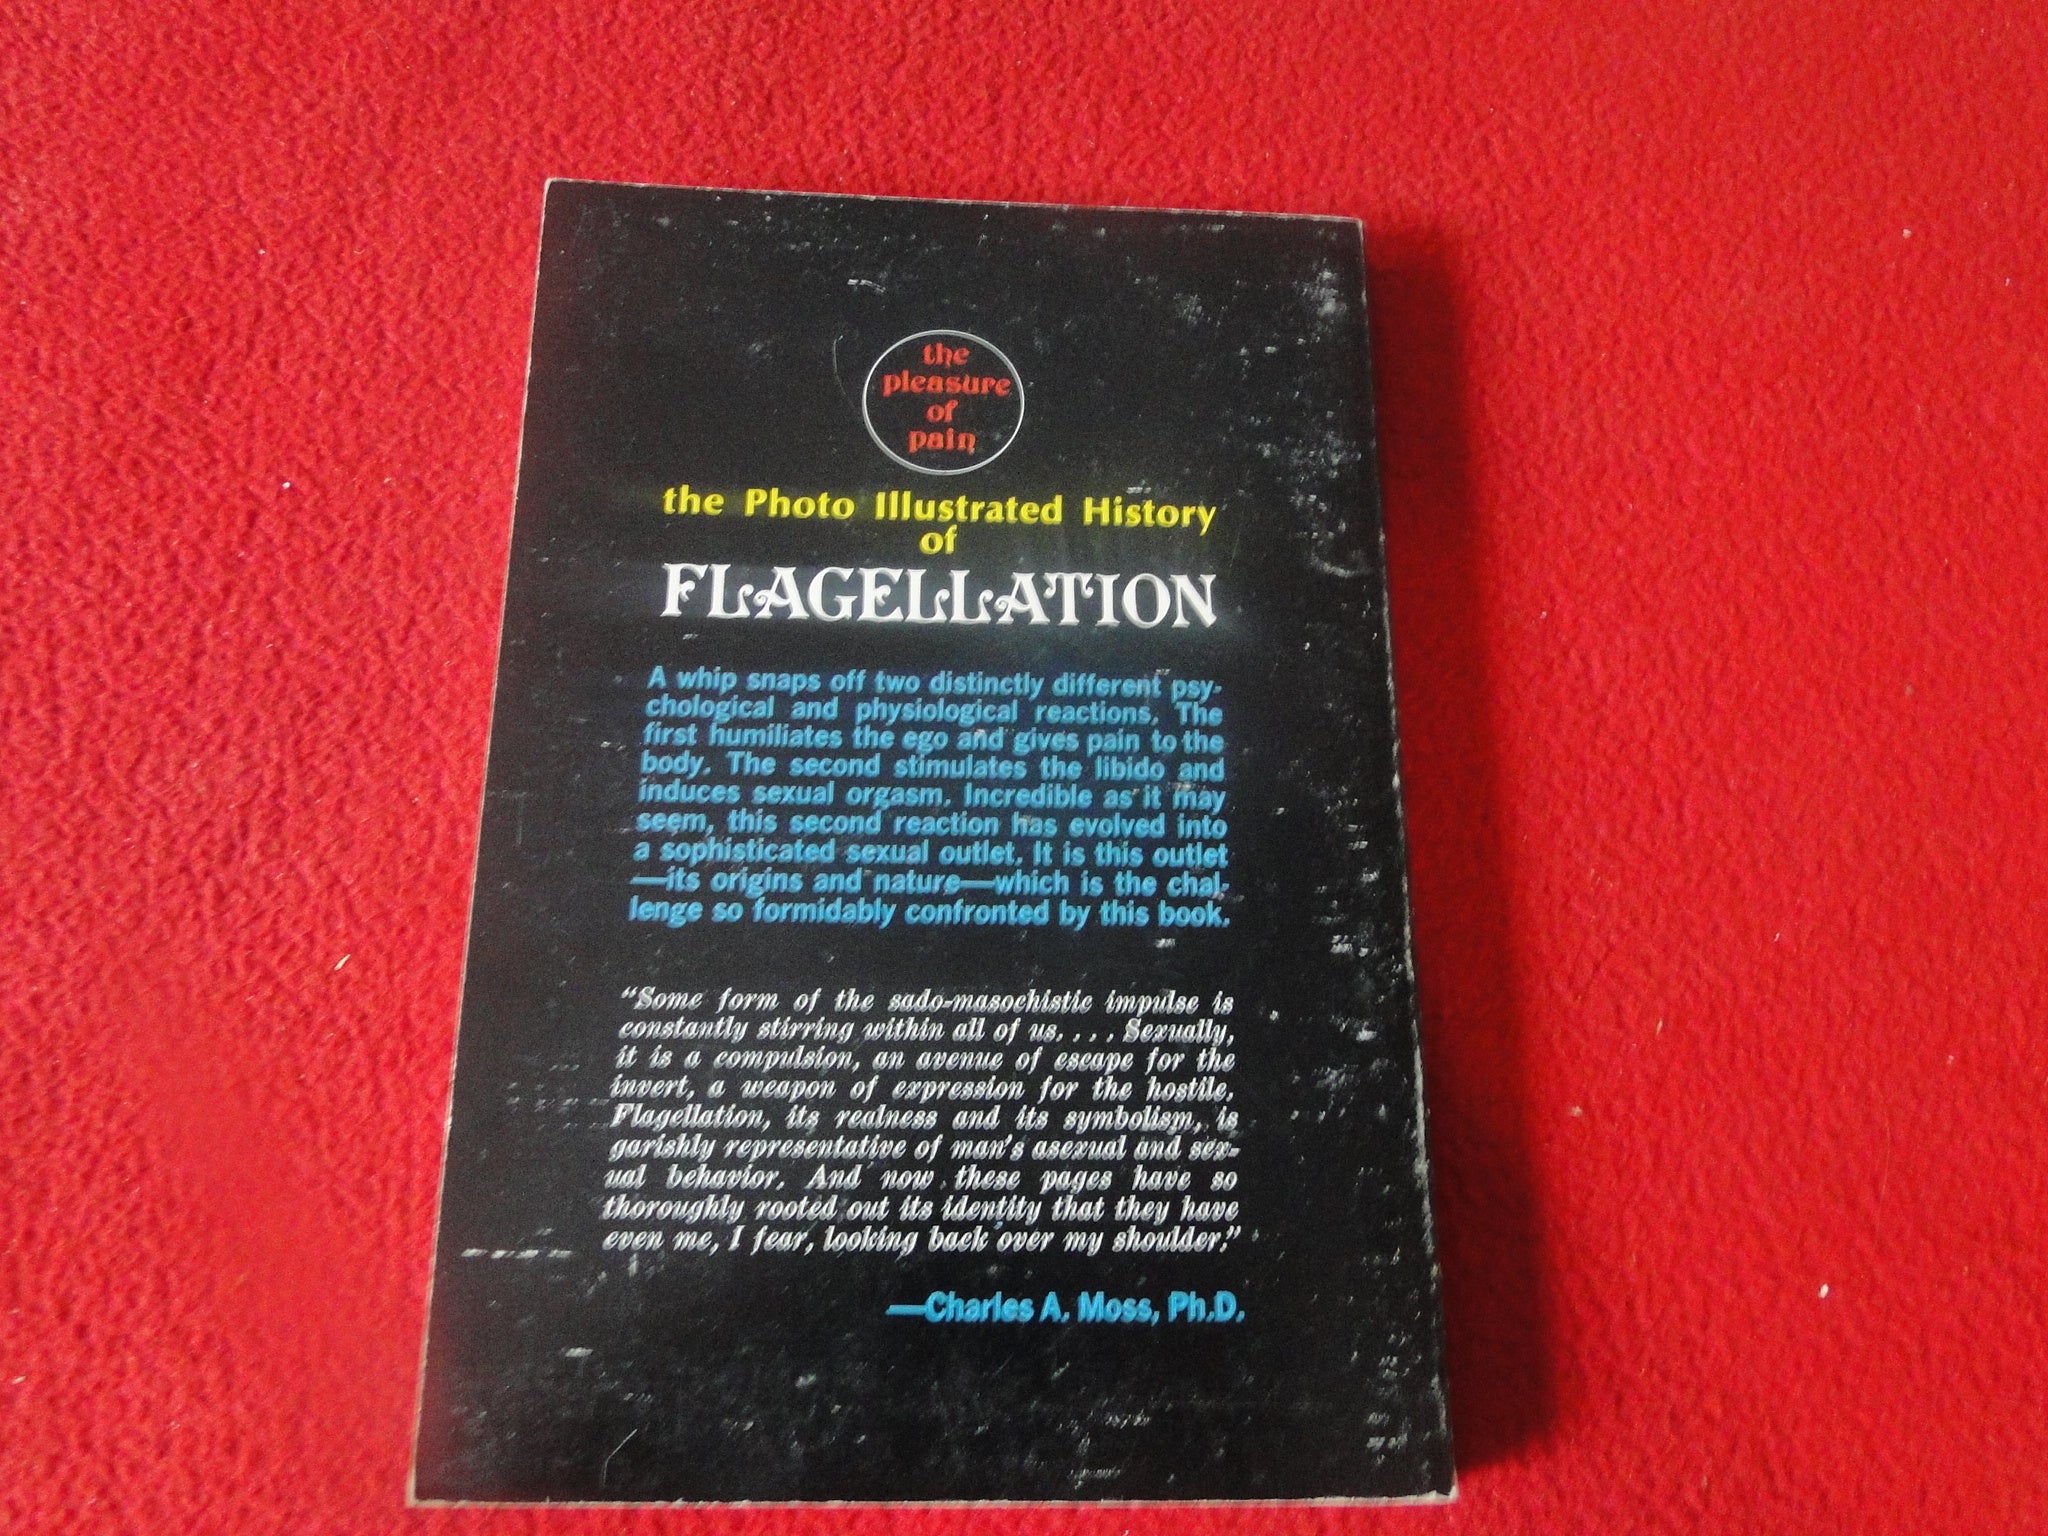 the
pleasure
of
pain
the Photo Illustrated History
of
FLAGELLATION
A whip snaps off two distinctly different psy-
chological and physiological reactions. The
first humiliates the ego and gives pain to the
body. The second stimulates the libido and
induces sexual orgasm. Incredible as it may
seem, this second reaction has evolved into
a sophisticated sexual outlet. It is this outlet
—its origins and nature—which is the chal-
lenge so formidably confronted by this book.
"Some form of the sado-masochistic impulse is
constantly stirring within all of us. . . . Sexually,
it is a compulsion, an avenue of escape for the
invert, a weapon of expression for the hostile.
Flagellation, its realness and its symbolism, is
garishly representative of man's asexual and sex-
ual behavior. And now these pages have so
thoroughly rooted out its identity that they have
even me, I fear, looking back over my shoulder."
—Charles A. Moss, Ph.D.